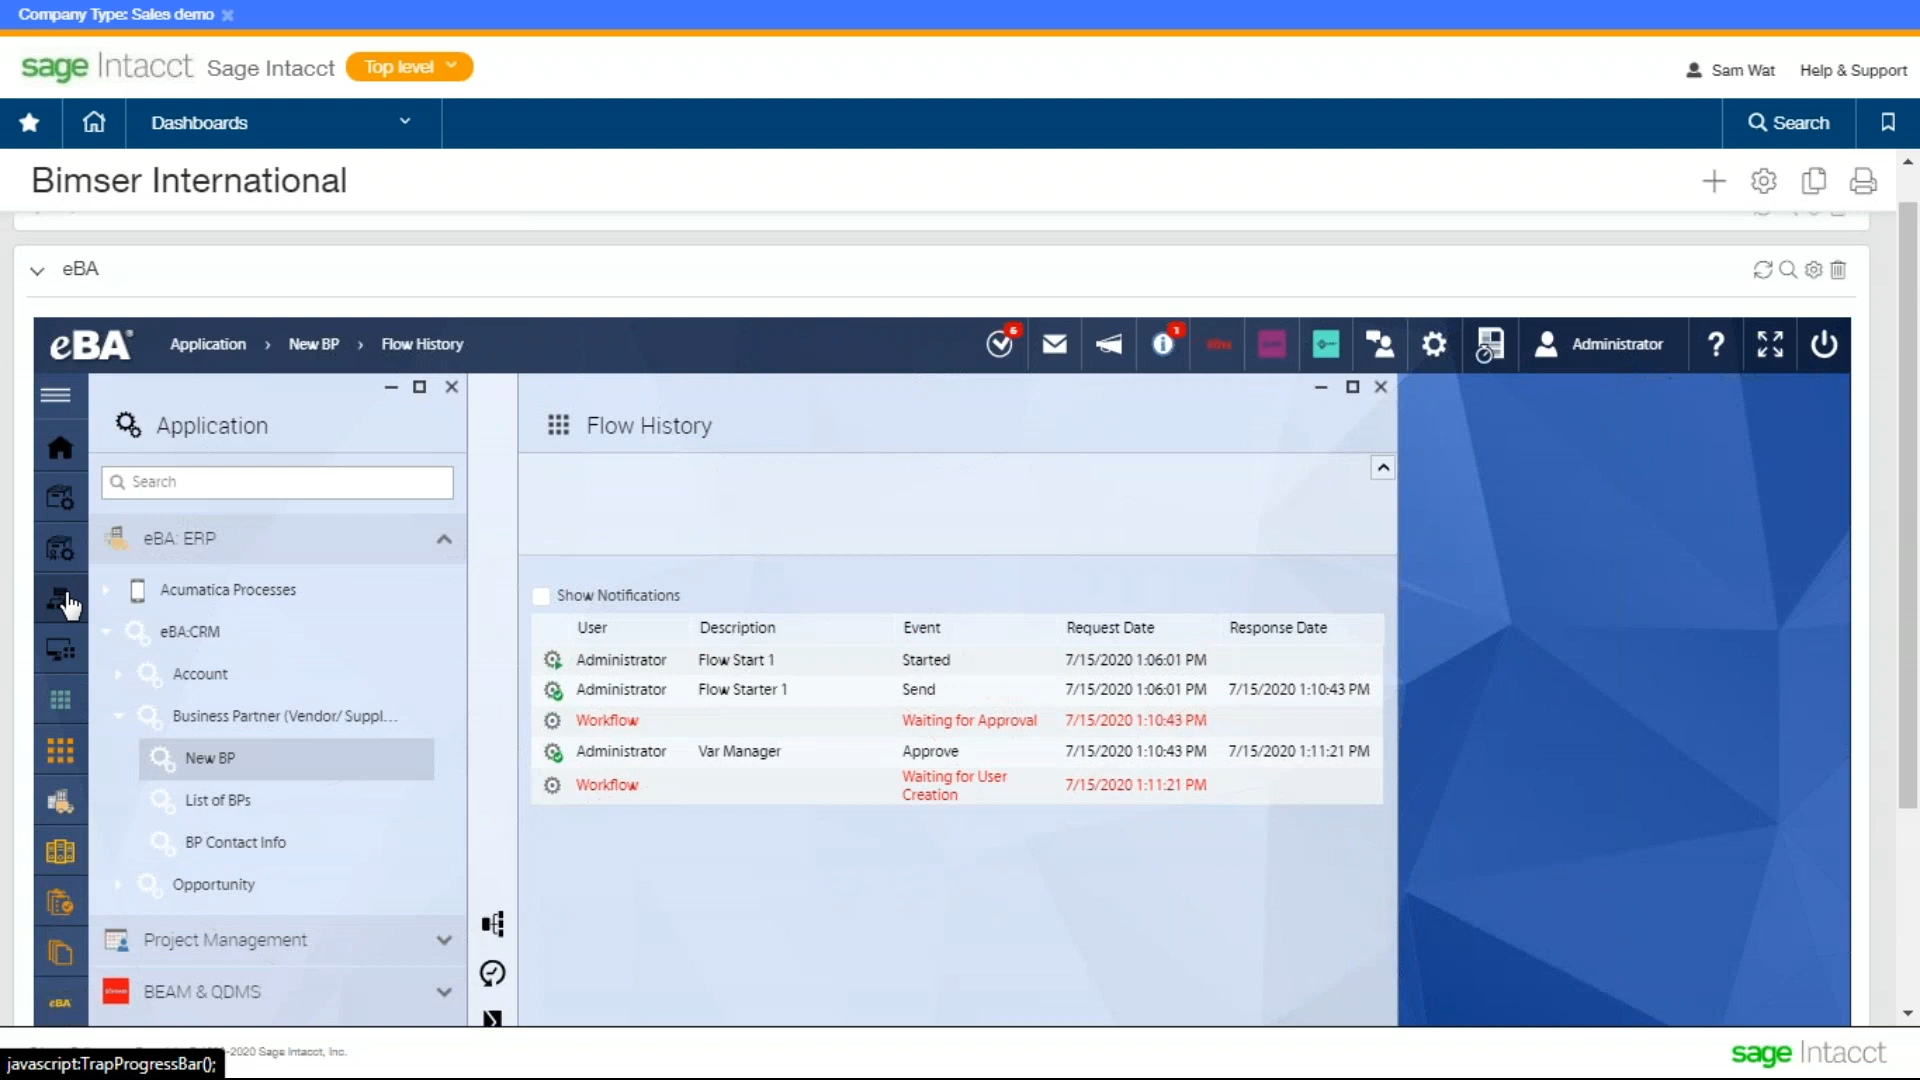 Company Type: Sales demo
sage Intacct Sage Intacct Top level
Sam Wat Help & Support
Dashboards
Search
Bimser International
eBA
eBA Application > New BP > Flow History
6
1
Administrator
?
Application
Search
eBA: ERP
Acumatica Processes
eBA:CRM
Account
Business Partner (Vendor/ Suppl...
New BP
List of BPs
BP Contact Info
Opportunity
Project Management
BEAM & QDMS
eBA
Flow History
Show Notifications
User Description Event Request Date Response Date
Administrator Flow Start 1 Started 7/15/2020 1:06:01 PM
Administrator Flow Starter 1 Send 7/15/2020 1:06:01 PM 7/15/2020 1:10:43 PM
Workflow Waiting for Approval 7/15/2020 1:10:43 PM
Administrator Var Manager Approve 7/15/2020 1:10:43 PM 7/15/2020 1:11:21 PM
Workflow Waiting for User Creation 7/15/2020 1:11:21 PM
-2020 Sage Intacct, Inc.
javascript:TrapProgressBar();
sage Intacct